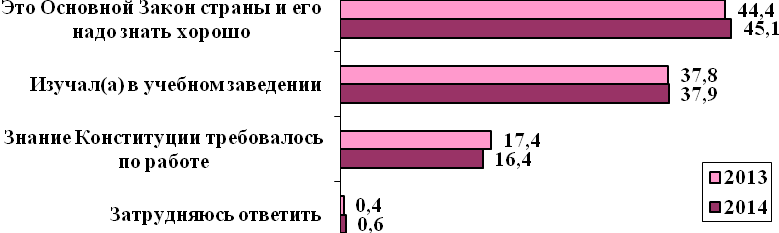 Это Основной Закон страны и его
надо знать хорошо
44,4
45,1
Изучал(а) в учебном заведении
37,8
37,9
Знание Конституции требовалось
по работе
17,4
16,4
Затрудняюсь ответить
0,4
0,6
2013
2014